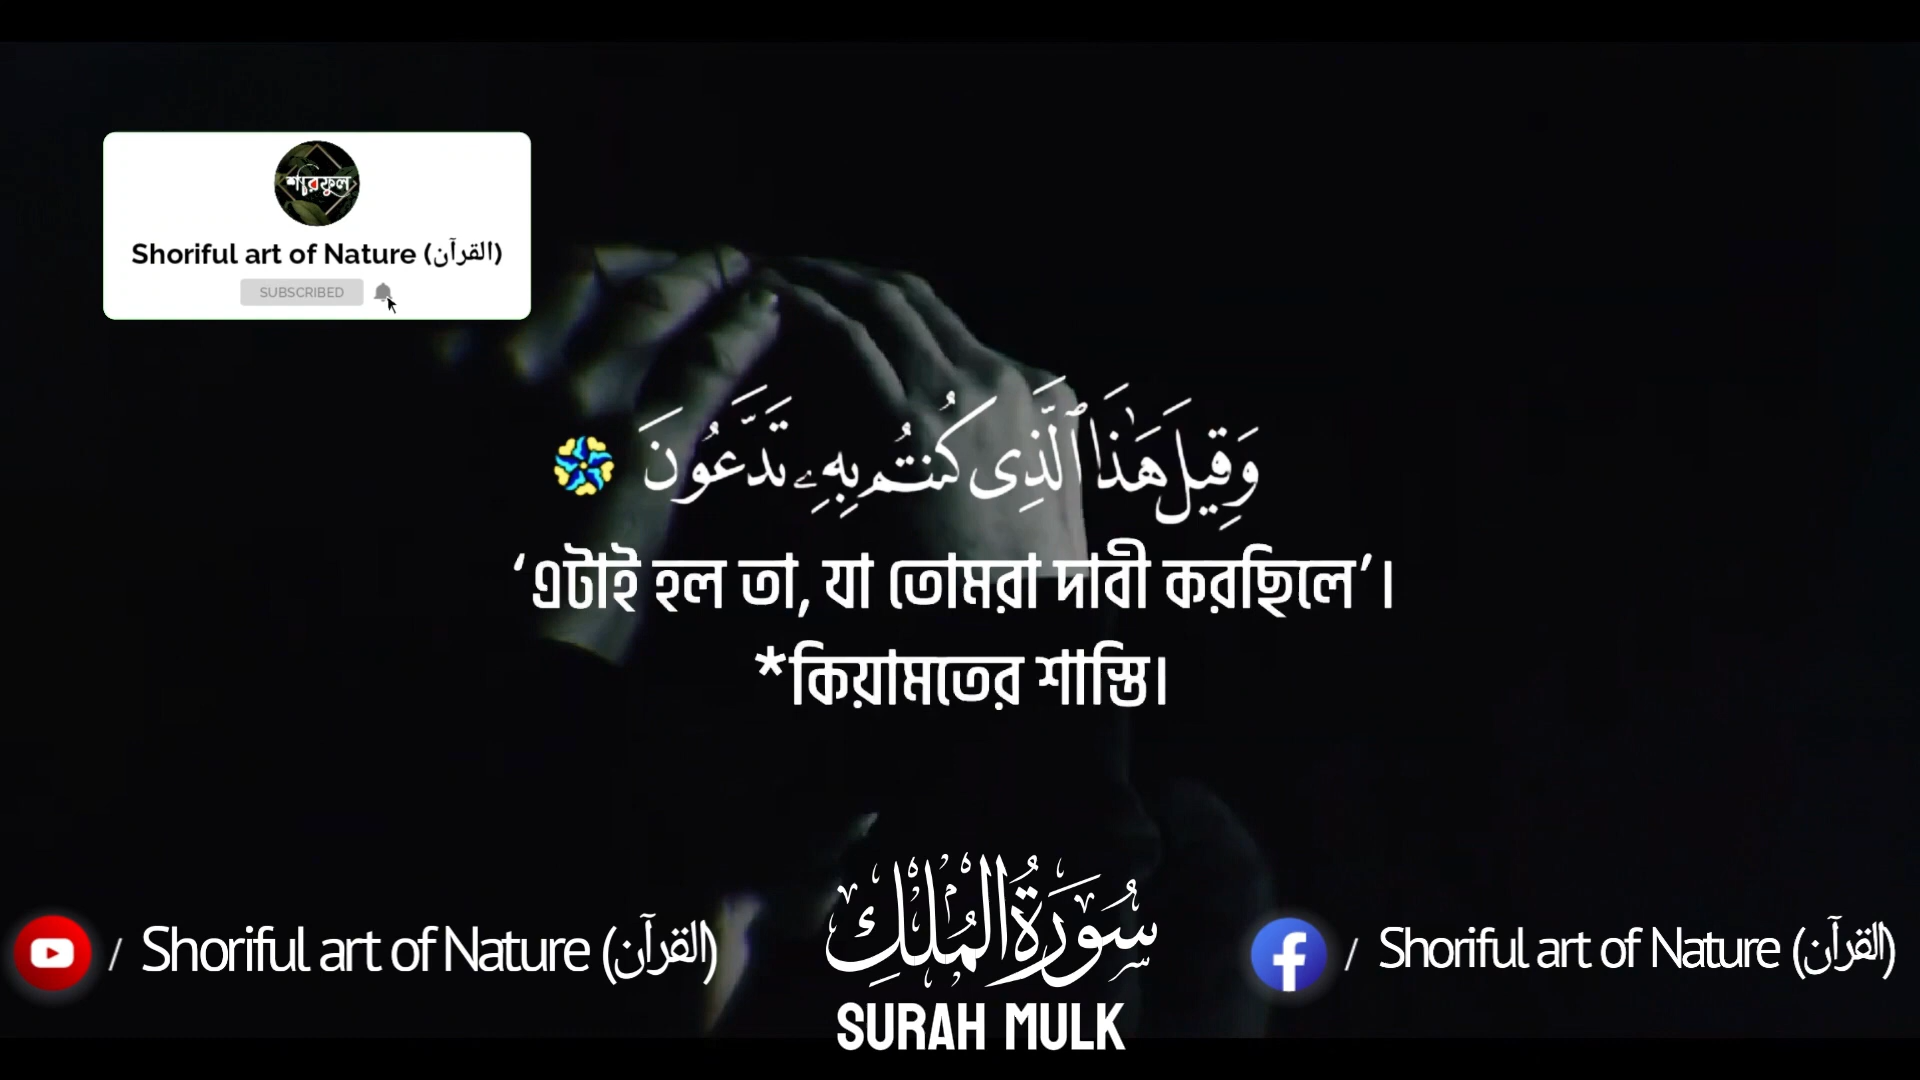 শরিফুল
Shoriful art of Nature (القرآن)
SUBSCRIBED
وَقِيلَ هَٰذَا ٱلَّذِى كُنتُم بِهِۦ تَدَّعُونَ
‘এটাই হল তা, যা তোমরা দাবী করছিলে’।
*কিয়ামতের শাস্তি।
/ Shoriful art of Nature (القرآن)
سُورَةُ المُلْكِ
SURAH MULK
/ Shoriful art of Nature (القرآن)